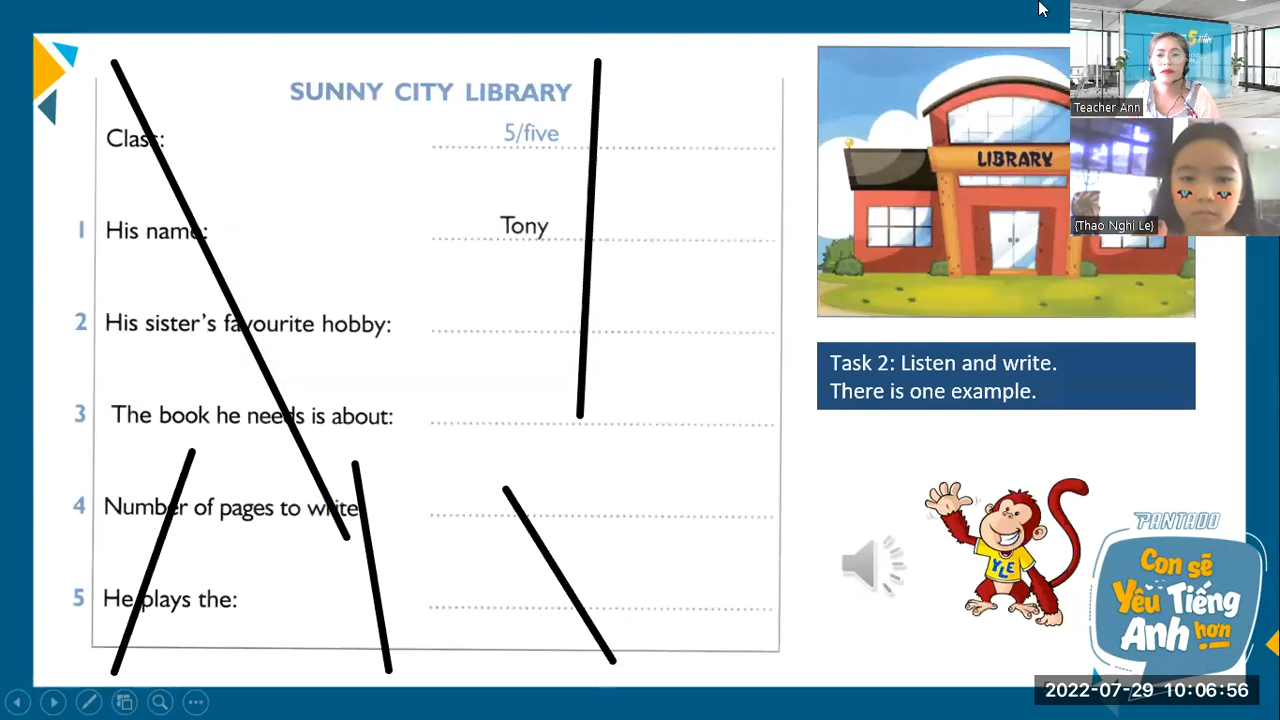 SUNNY CITY LIBRARY
Class: 5/five
1 His name: Tony
2 His sister's favourite hobby:
3 The book he needs is about:
4 Number of pages to write
5 He plays the:
LIBRARY
Teacher Ann
{Thao Nghi Le}
Task 2: Listen and write.
There is one example.
YLE
PANTADO
Con sẽ
Yêu Tiếng
Anh hơn
2022-07-29 10:06:56